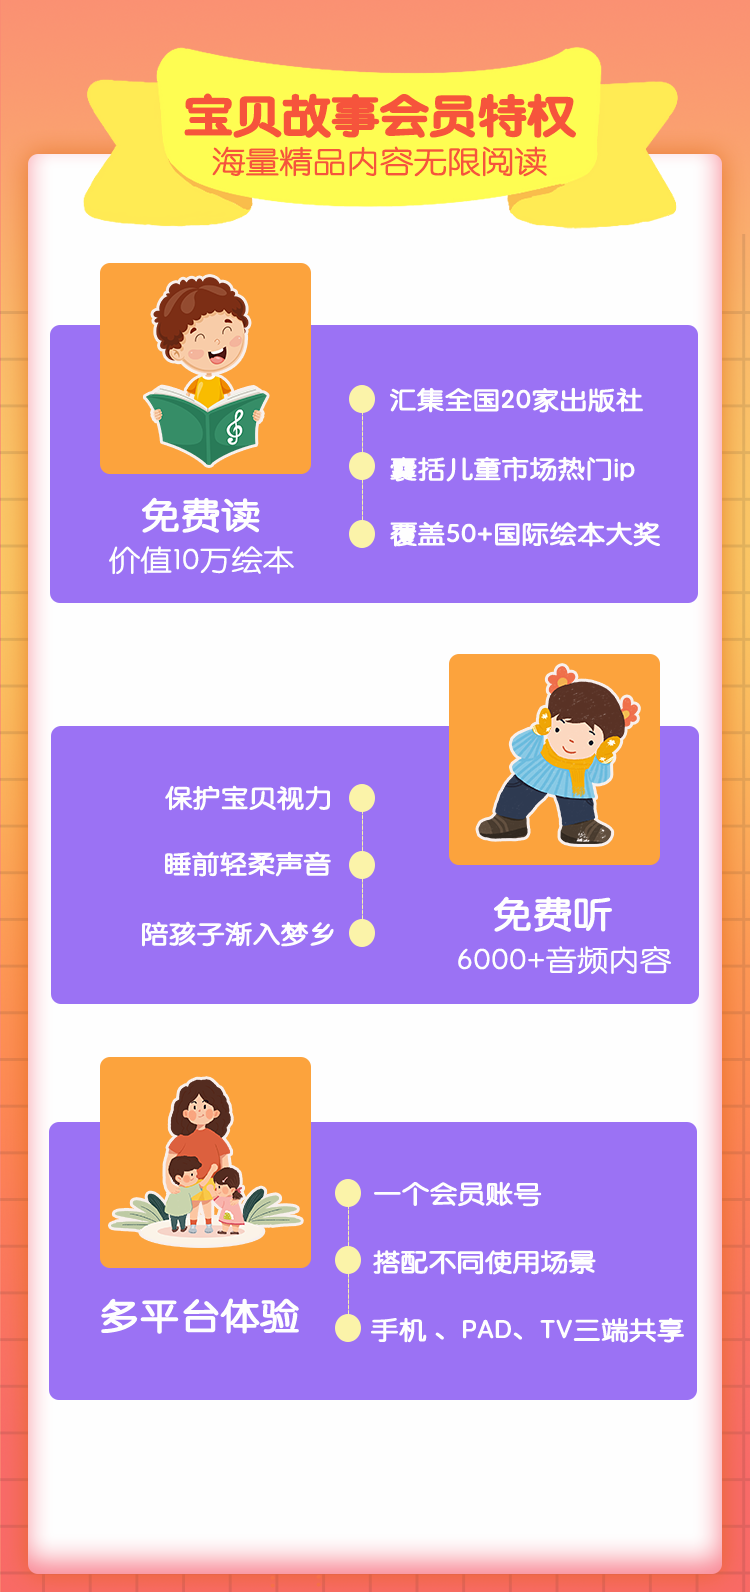 宝贝故事会员特权
海量精品内容无限阅读
免费读
价值10万绘本
汇集全国20家出版社
囊括儿童市场热门ip
覆盖50+国际绘本大奖
保护宝贝视力
睡前轻柔声音
陪孩子渐入梦乡
免费听
6000+音频内容
多平台体验
一个会员账号
搭配不同使用场景
手机、PAD、TV三端共享